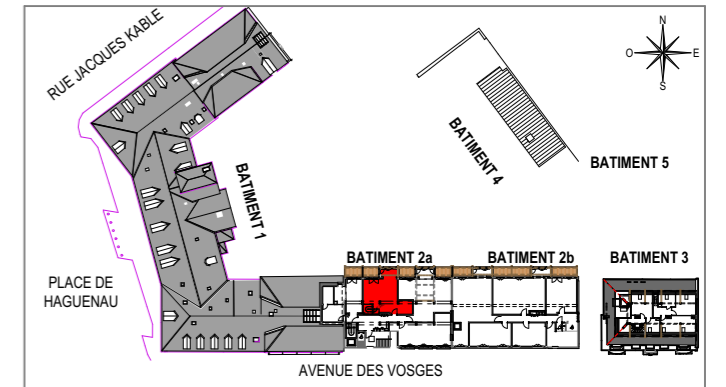 RUE JACQUES KABLE
N
O
E
S
BATIMENT 4
BATIMENT 5
BATIMENT 1
BATIMENT 2a
BATIMENT 2b
BATIMENT 3
PLACE DE
HAGUENAU
AVENUE DES VOSGES